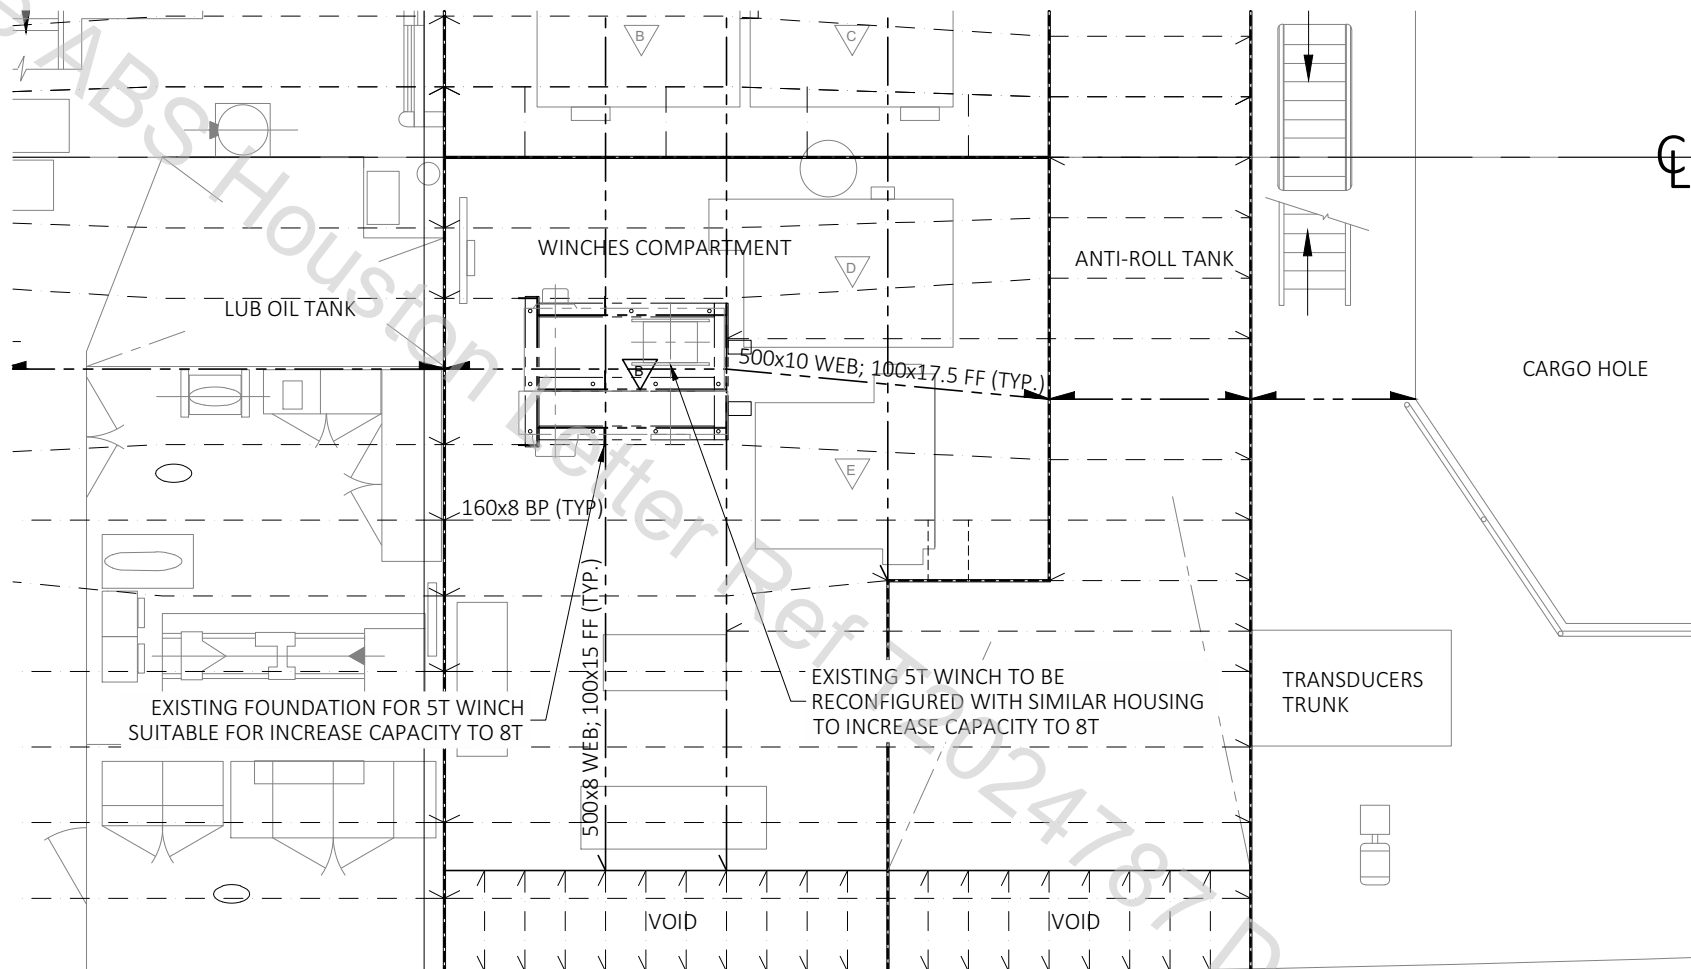 B
C
℄
WINCHES COMPARTMENT
ANTI-ROLL TANK
D
LUB OIL TANK
500x10 WEB; 100x17.5 FF (TYP.)
B
CARGO HOLE
E
160x8 BP (TYP)
500x8 WEB; 100x15 FF (TYP.)
EXISTING 5T WINCH TO BE
RECONFIGURED WITH SIMILAR HOUSING
TO INCREASE CAPACITY TO 8T
TRANSDUCERS
TRUNK
EXISTING FOUNDATION FOR 5T WINCH
SUITABLE FOR INCREASE CAPACITY TO 8T
VOID
VOID
ABS Houston Letter Ref T2024787